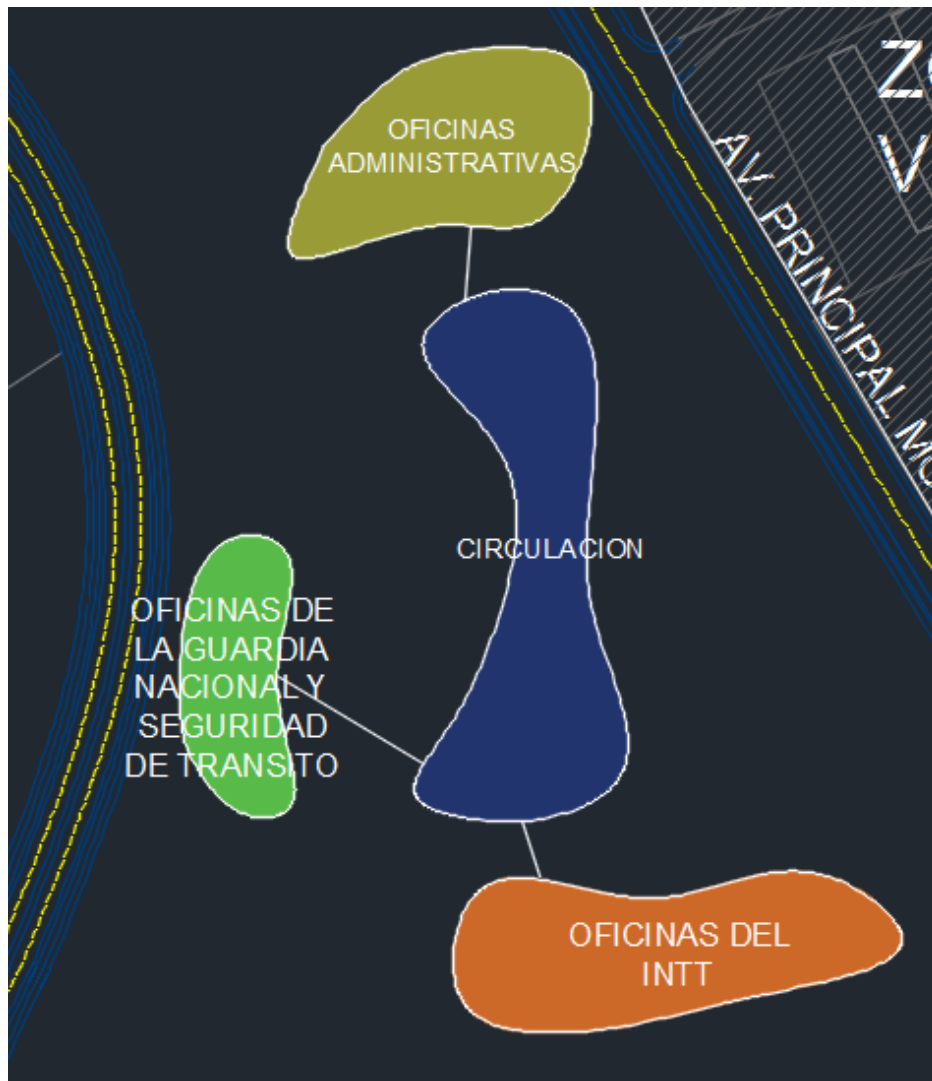 OFICINAS
ADMINISTRATIVAS
AV. PRINCIPAL
CIRCULACION
OFICINAS DE
LA GUARDIA
NACIONAL Y
SEGURIDAD
DE TRANSITO
OFICINAS DEL
INTT